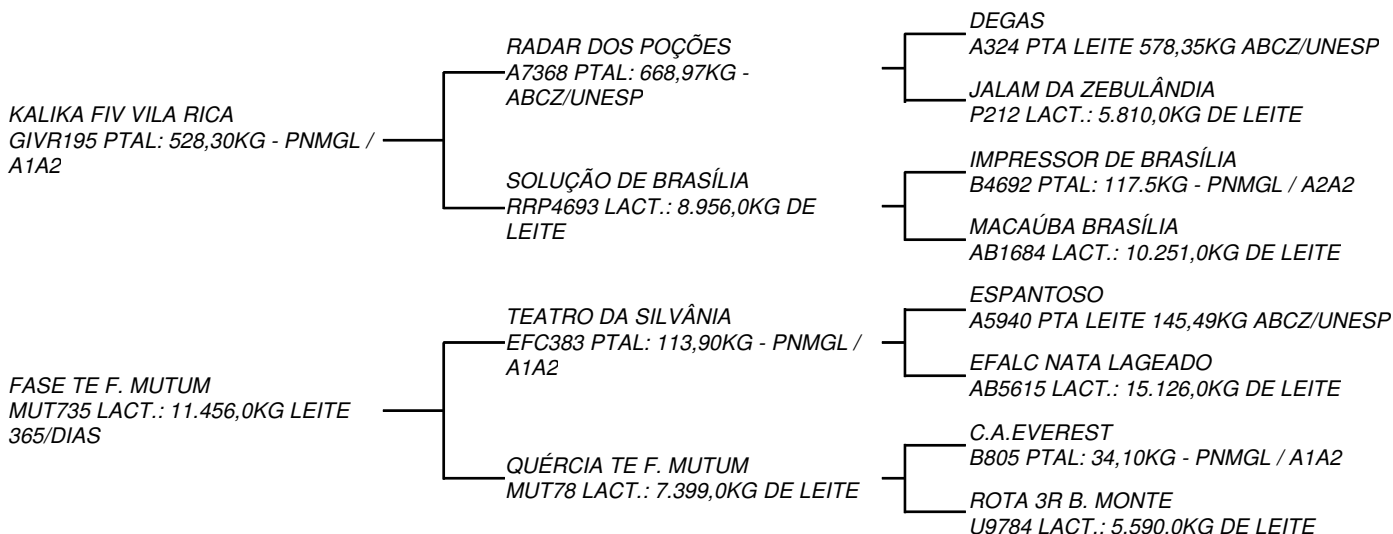 KALIKA FIV VILA RICA
GIVR195 PTAL: 528,30KG - PNMGL /
A1A2
FASE TE F. MUTUM
MUT735 LACT.: 11.456,0KG LEITE
365/DIAS
RADAR DOS POÇÕES
A7368 PTAL: 668,97KG -
ABCZ/UNESP
SOLUÇÃO DE BRASÍLIA
RRP4693 LACT.: 8.956,0KG DE
LEITE
TEATRO DA SILVÂNIA
EFC383 PTAL: 113,90KG - PNMGL /
A1A2
QUÉRCIA TE F. MUTUM
MUT78 LACT.: 7.399,0KG DE LEITE
DEGAS
A324 PTA LEITE 578,35KG ABCZ/UNESP
JALAM DA ZEBULÂNDIA
P212 LACT.: 5.810,0KG DE LEITE
IMPRESSOR DE BRASÍLIA
B4692 PTAL: 117.5KG - PNMGL / A2A2
MACAÚBA BRASÍLIA
AB1684 LACT.: 10.251,0KG DE LEITE
ESPANTOSO
A5940 PTA LEITE 145,49KG ABCZ/UNESP
EFALC NATA LAGEADO
AB5615 LACT.: 15.126,0KG DE LEITE
C.A.EVEREST
B805 PTAL: 34,10KG - PNMGL / A1A2
ROTA 3R B. MONTE
U9784 LACT.: 5.590,0KG DE LEITE